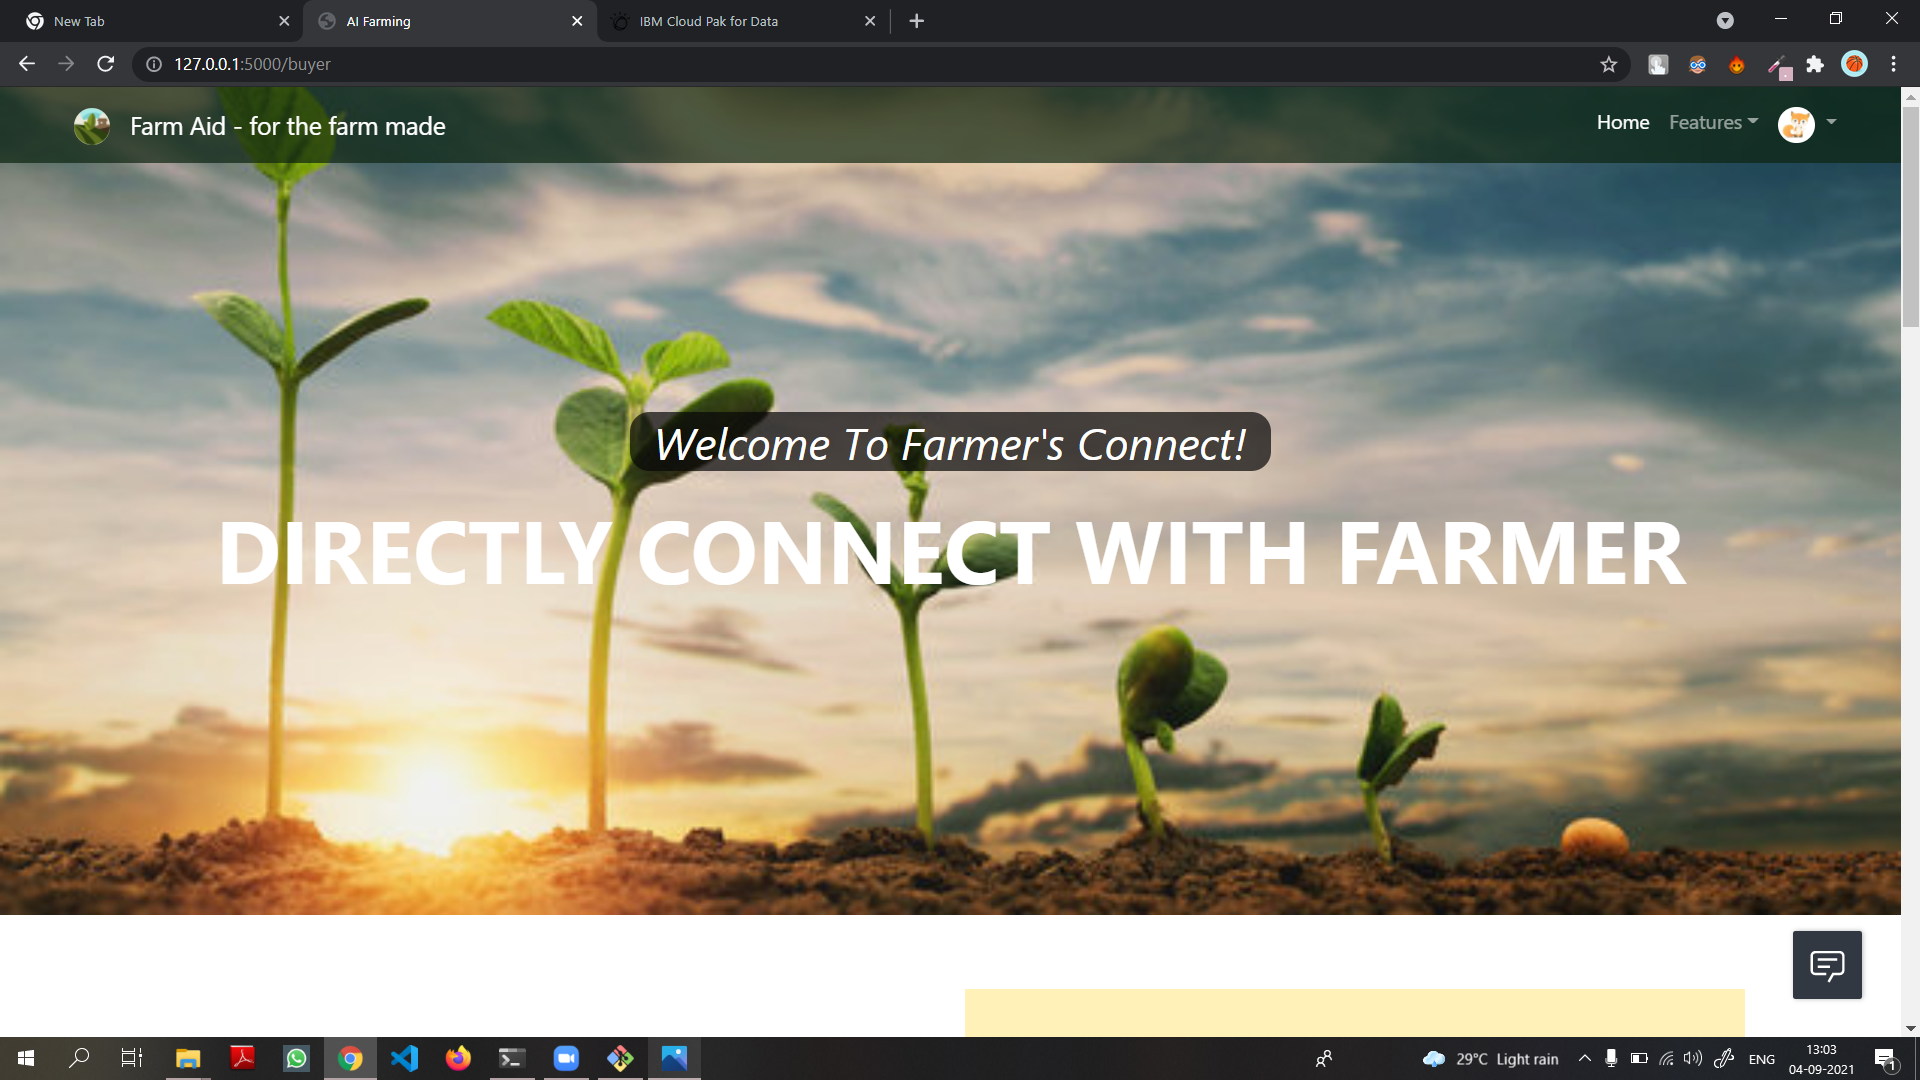 New Tab
AI Farming
IBM Cloud Pak for Data
127.0.0.1:5000/buyer
Farm Aid - for the farm made
Home
Features
Welcome To Farmer's Connect!
DIRECTLY CONNECT WITH FARMER
29°C Light rain
ENG
13:03
04-09-2021
1